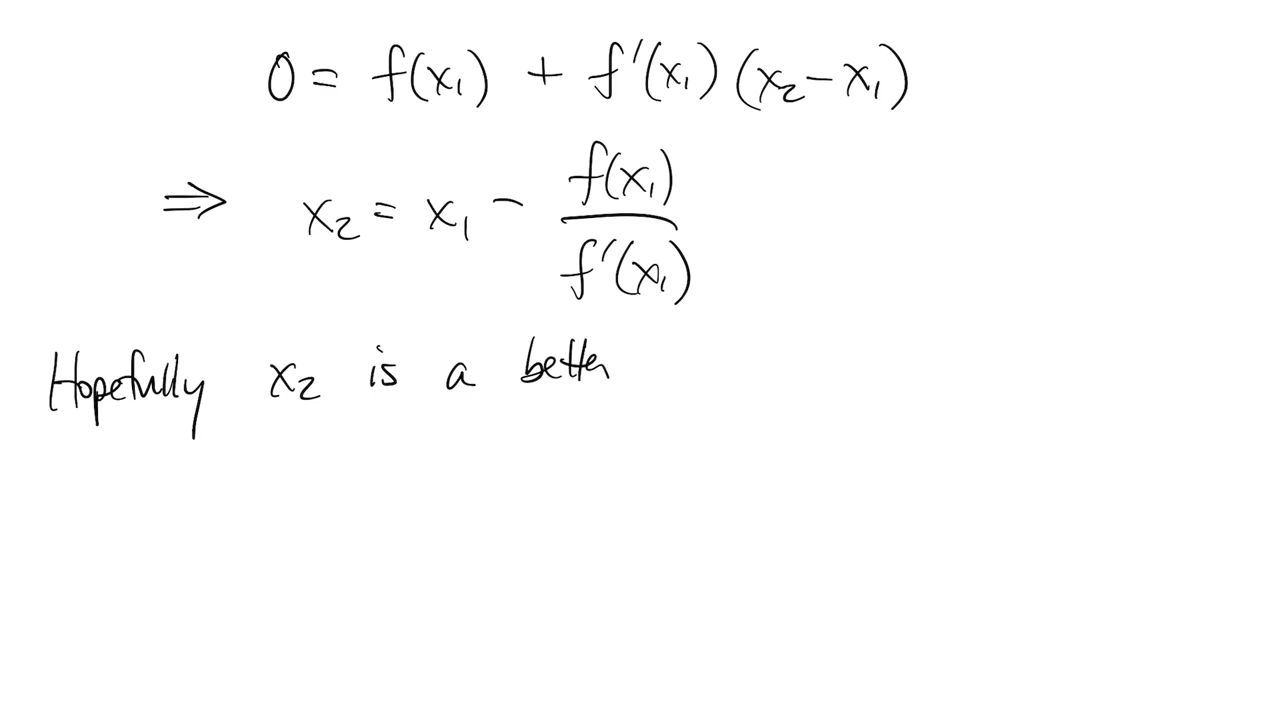 0 = f(x₁) + f'(x₁) (x₂ - x₁)
⇒ x₂ = x₁ - f(x₁) / f'(x₁)
Hopefully x₂ is a better